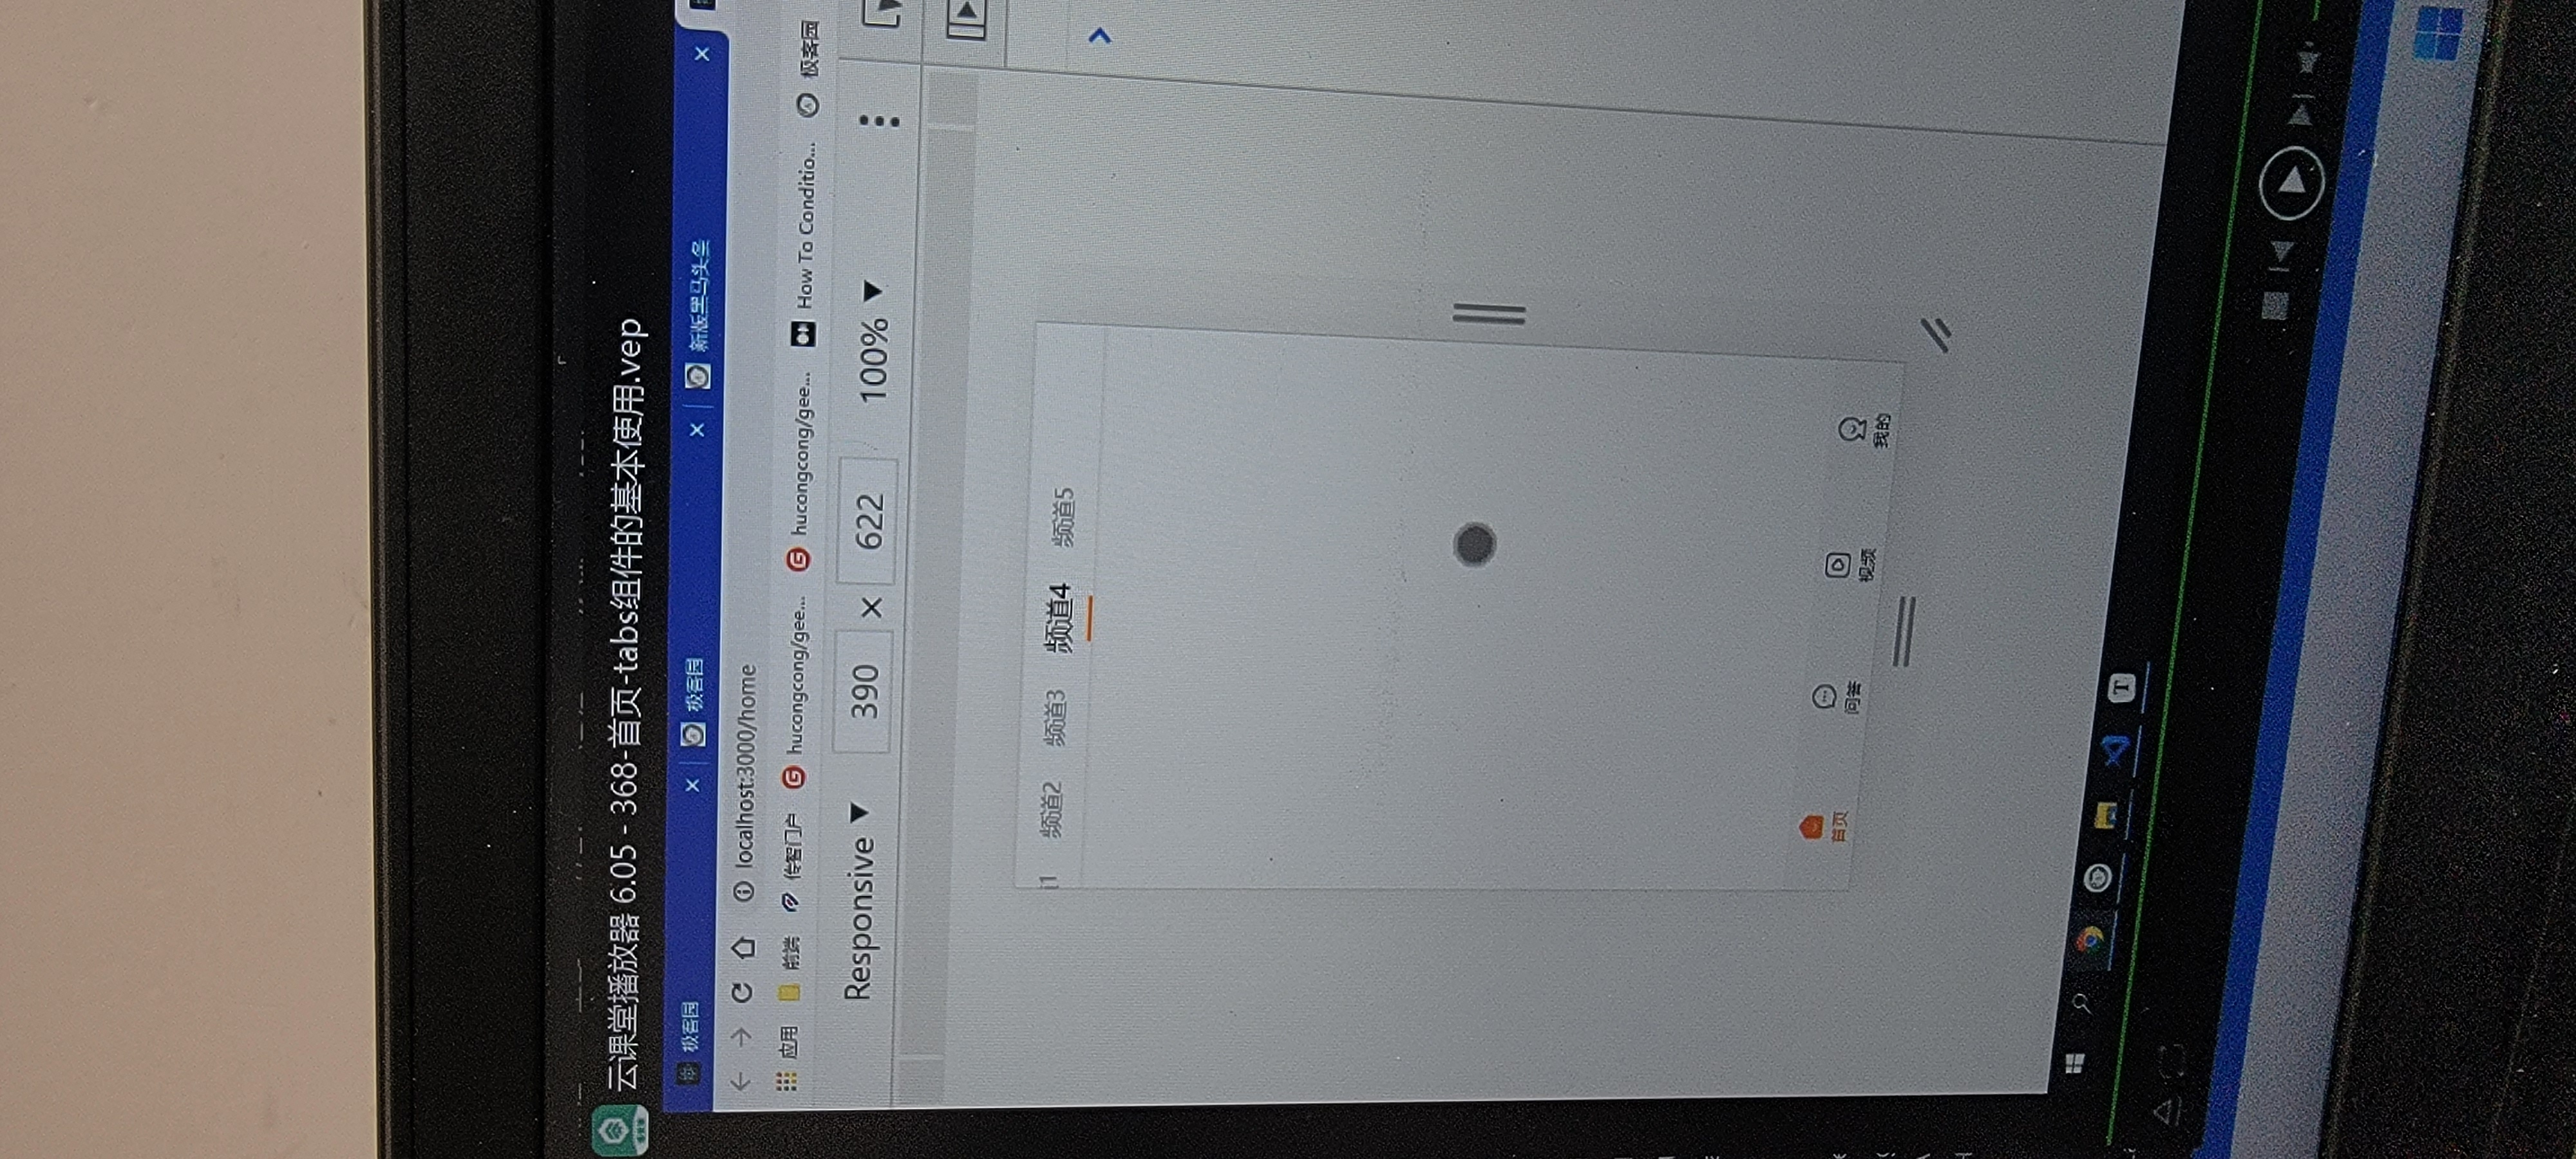 云课堂播放器 6.05 - 368-首页-tabs组件的基本使用.vep
极客园 极客园 新版黑马头条
localhost:3000/home
应用 前端 传智门户 hucongcong/gee... hucongcong/gee... How To Conditio... 极客园
Responsive 390 × 622 100%
频道2 频道3 频道4 频道5
首页 问答 视频 我的